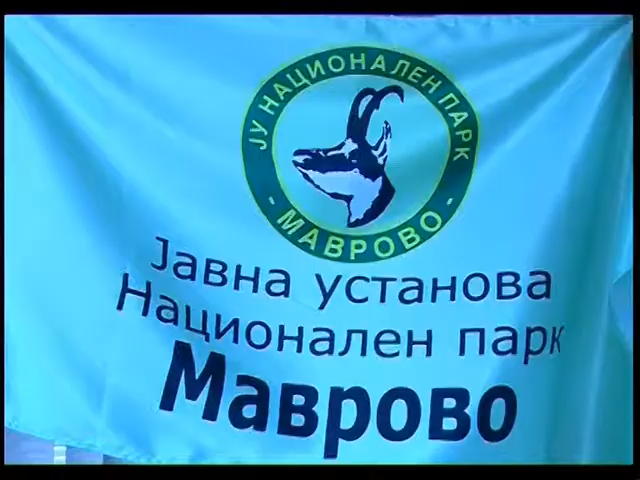 ЈУ НАЦИОНАЛЕН ПАРК
- МАВРОВО -
Јавна установа
Национален парк
Маврово